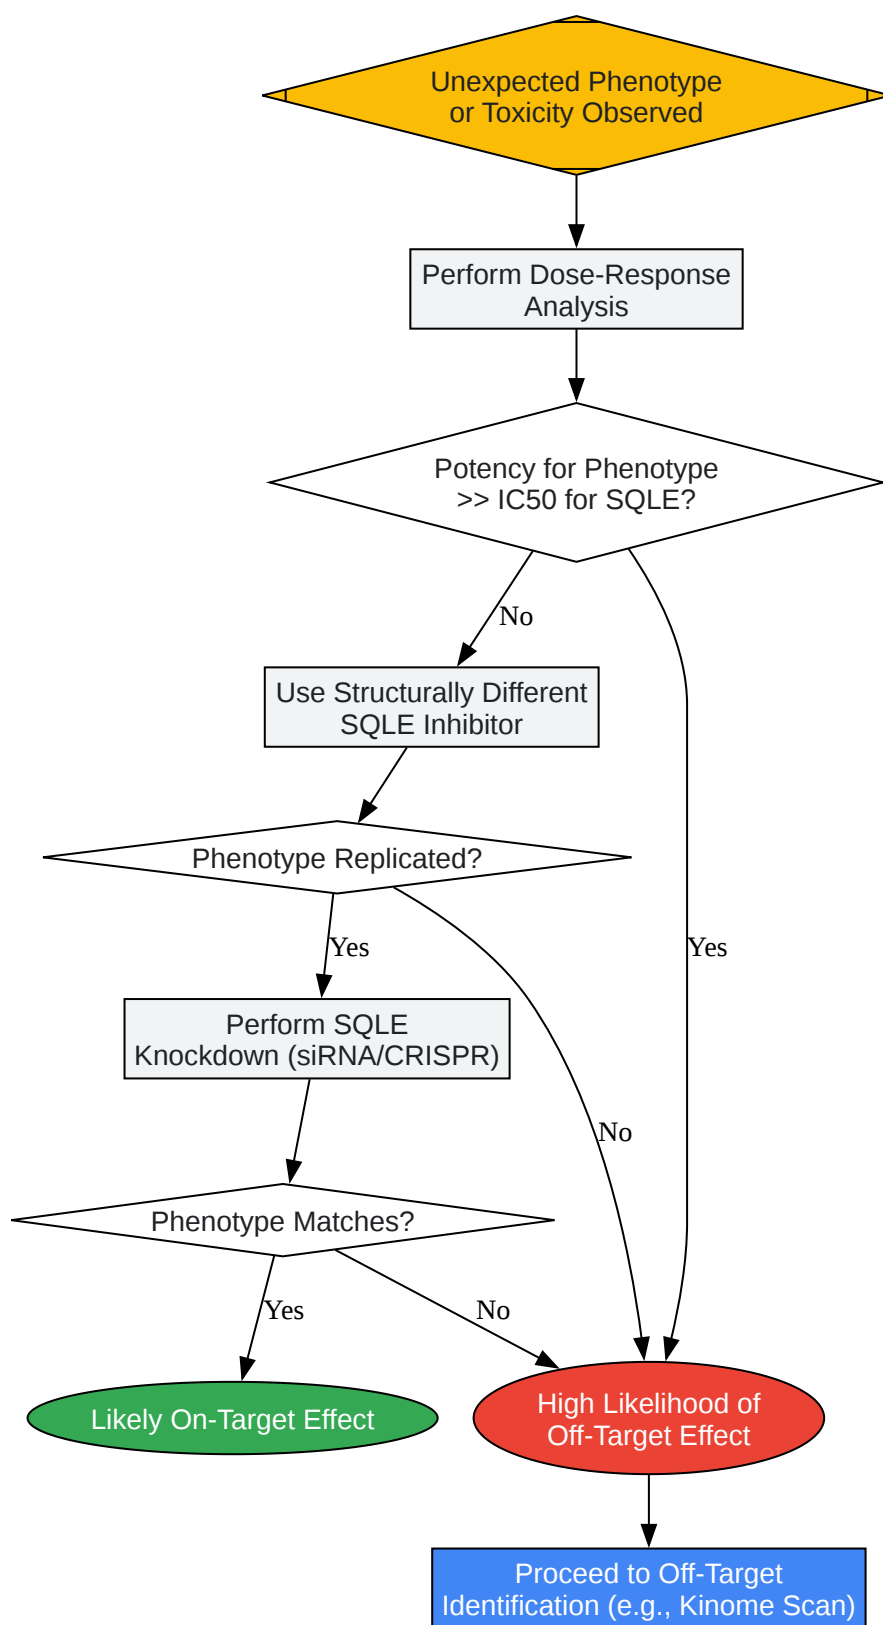 Unexpected Phenotype
or Toxicity Observed
Perform Dose-Response
Analysis
Potency for Phenotype
>> IC50 for SQLE?
No
Use Structurally Different
SQLE Inhibitor
Phenotype Replicated?
Yes
Yes
Perform SQLE
Knockdown (siRNA/CRISPR)
No
Phenotype Matches?
Yes
No
Likely On-Target Effect
High Likelihood of
Off-Target Effect
Proceed to Off-Target
Identification (e.g., Kinome Scan)